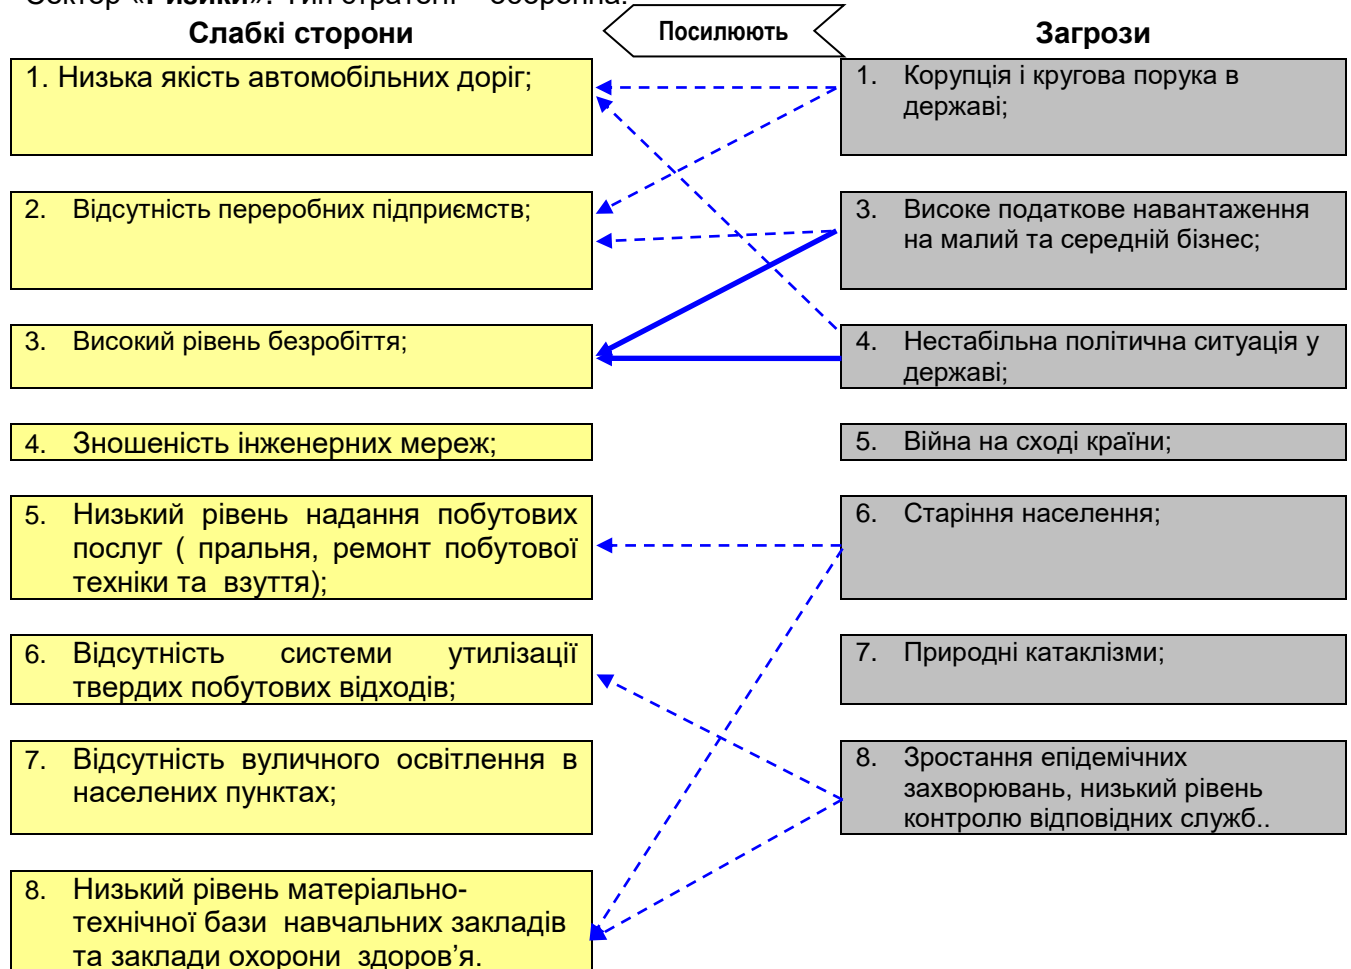 Сектор «Ризики». Тип стратегії – оборонна.
Слабкі сторони
Посилюють
Загрози
1. Низька якість автомобільних доріг;
2. Відсутність переробних підприємств;
3. Високий рівень безробіття;
4. Зношеність інженерних мереж;
5. Низький рівень надання побутових
послуг ( пральня, ремонт побутової
техніки та взуття);
6. Відсутність системи утилізації
твердих побутових відходів;
7. Відсутність вуличного освітлення в
населених пунктах;
8. Низький рівень матеріально-
технічної бази навчальних закладів
та заклади охорони здоров’я.
1. Корупція і кругова порука в
державі;
3. Високе податкове навантаження
на малий та середній бізнес;
4. Нестабільна політична ситуація у
державі;
5. Війна на сході країни;
6. Старіння населення;
7. Природні катаклізми;
8. Зростання епідемічних
захворювань, низький рівень
контролю відповідних служб..